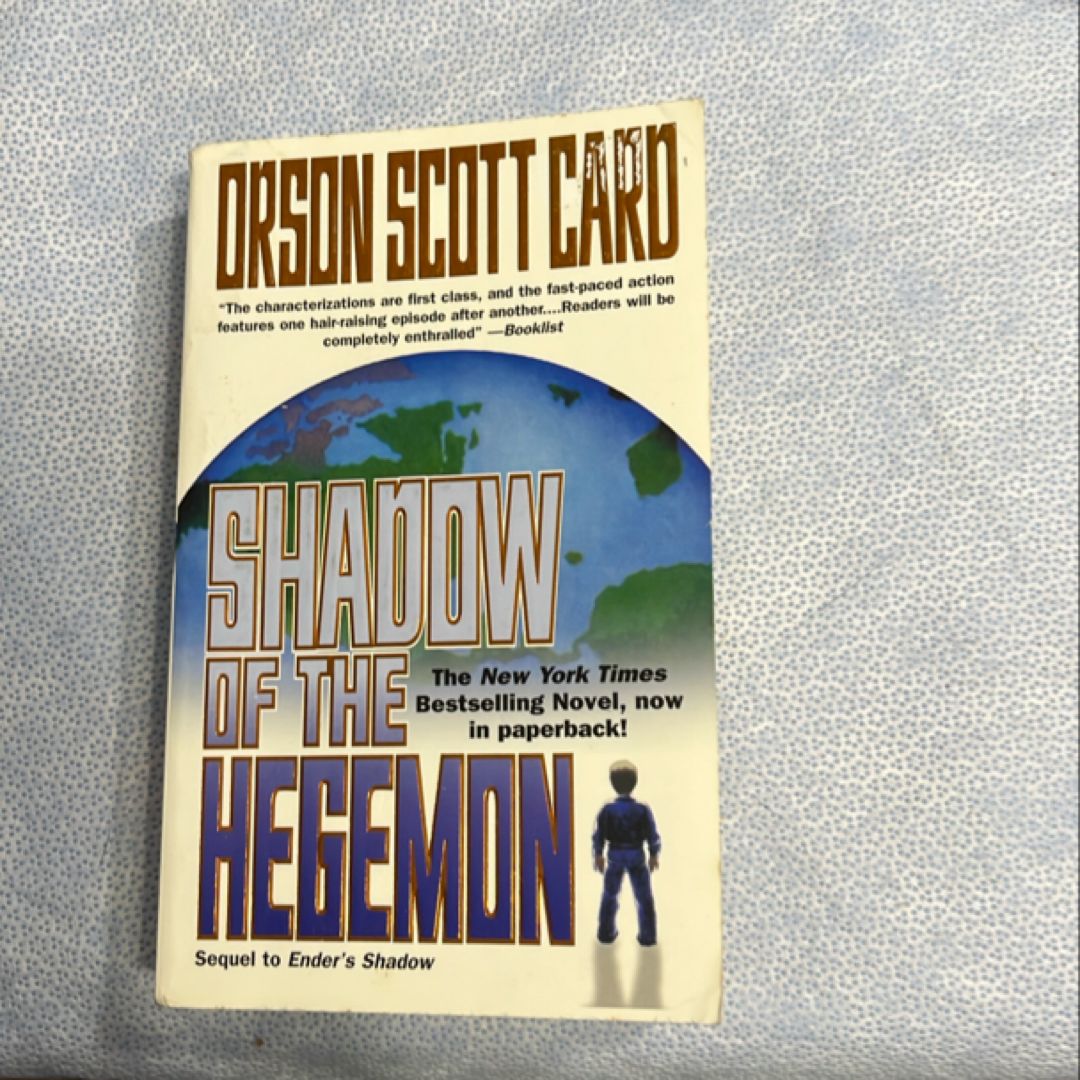 ORSON SCOTT CARD
“The characterizations are first class, and the fast-paced action
features one hair-raising episode after another....Readers will be
completely enthralled” —Booklist
SHADOW
OF THE
The New York Times
Bestselling Novel, now
in paperback!
HEGEMON
Sequel to Ender's Shadow